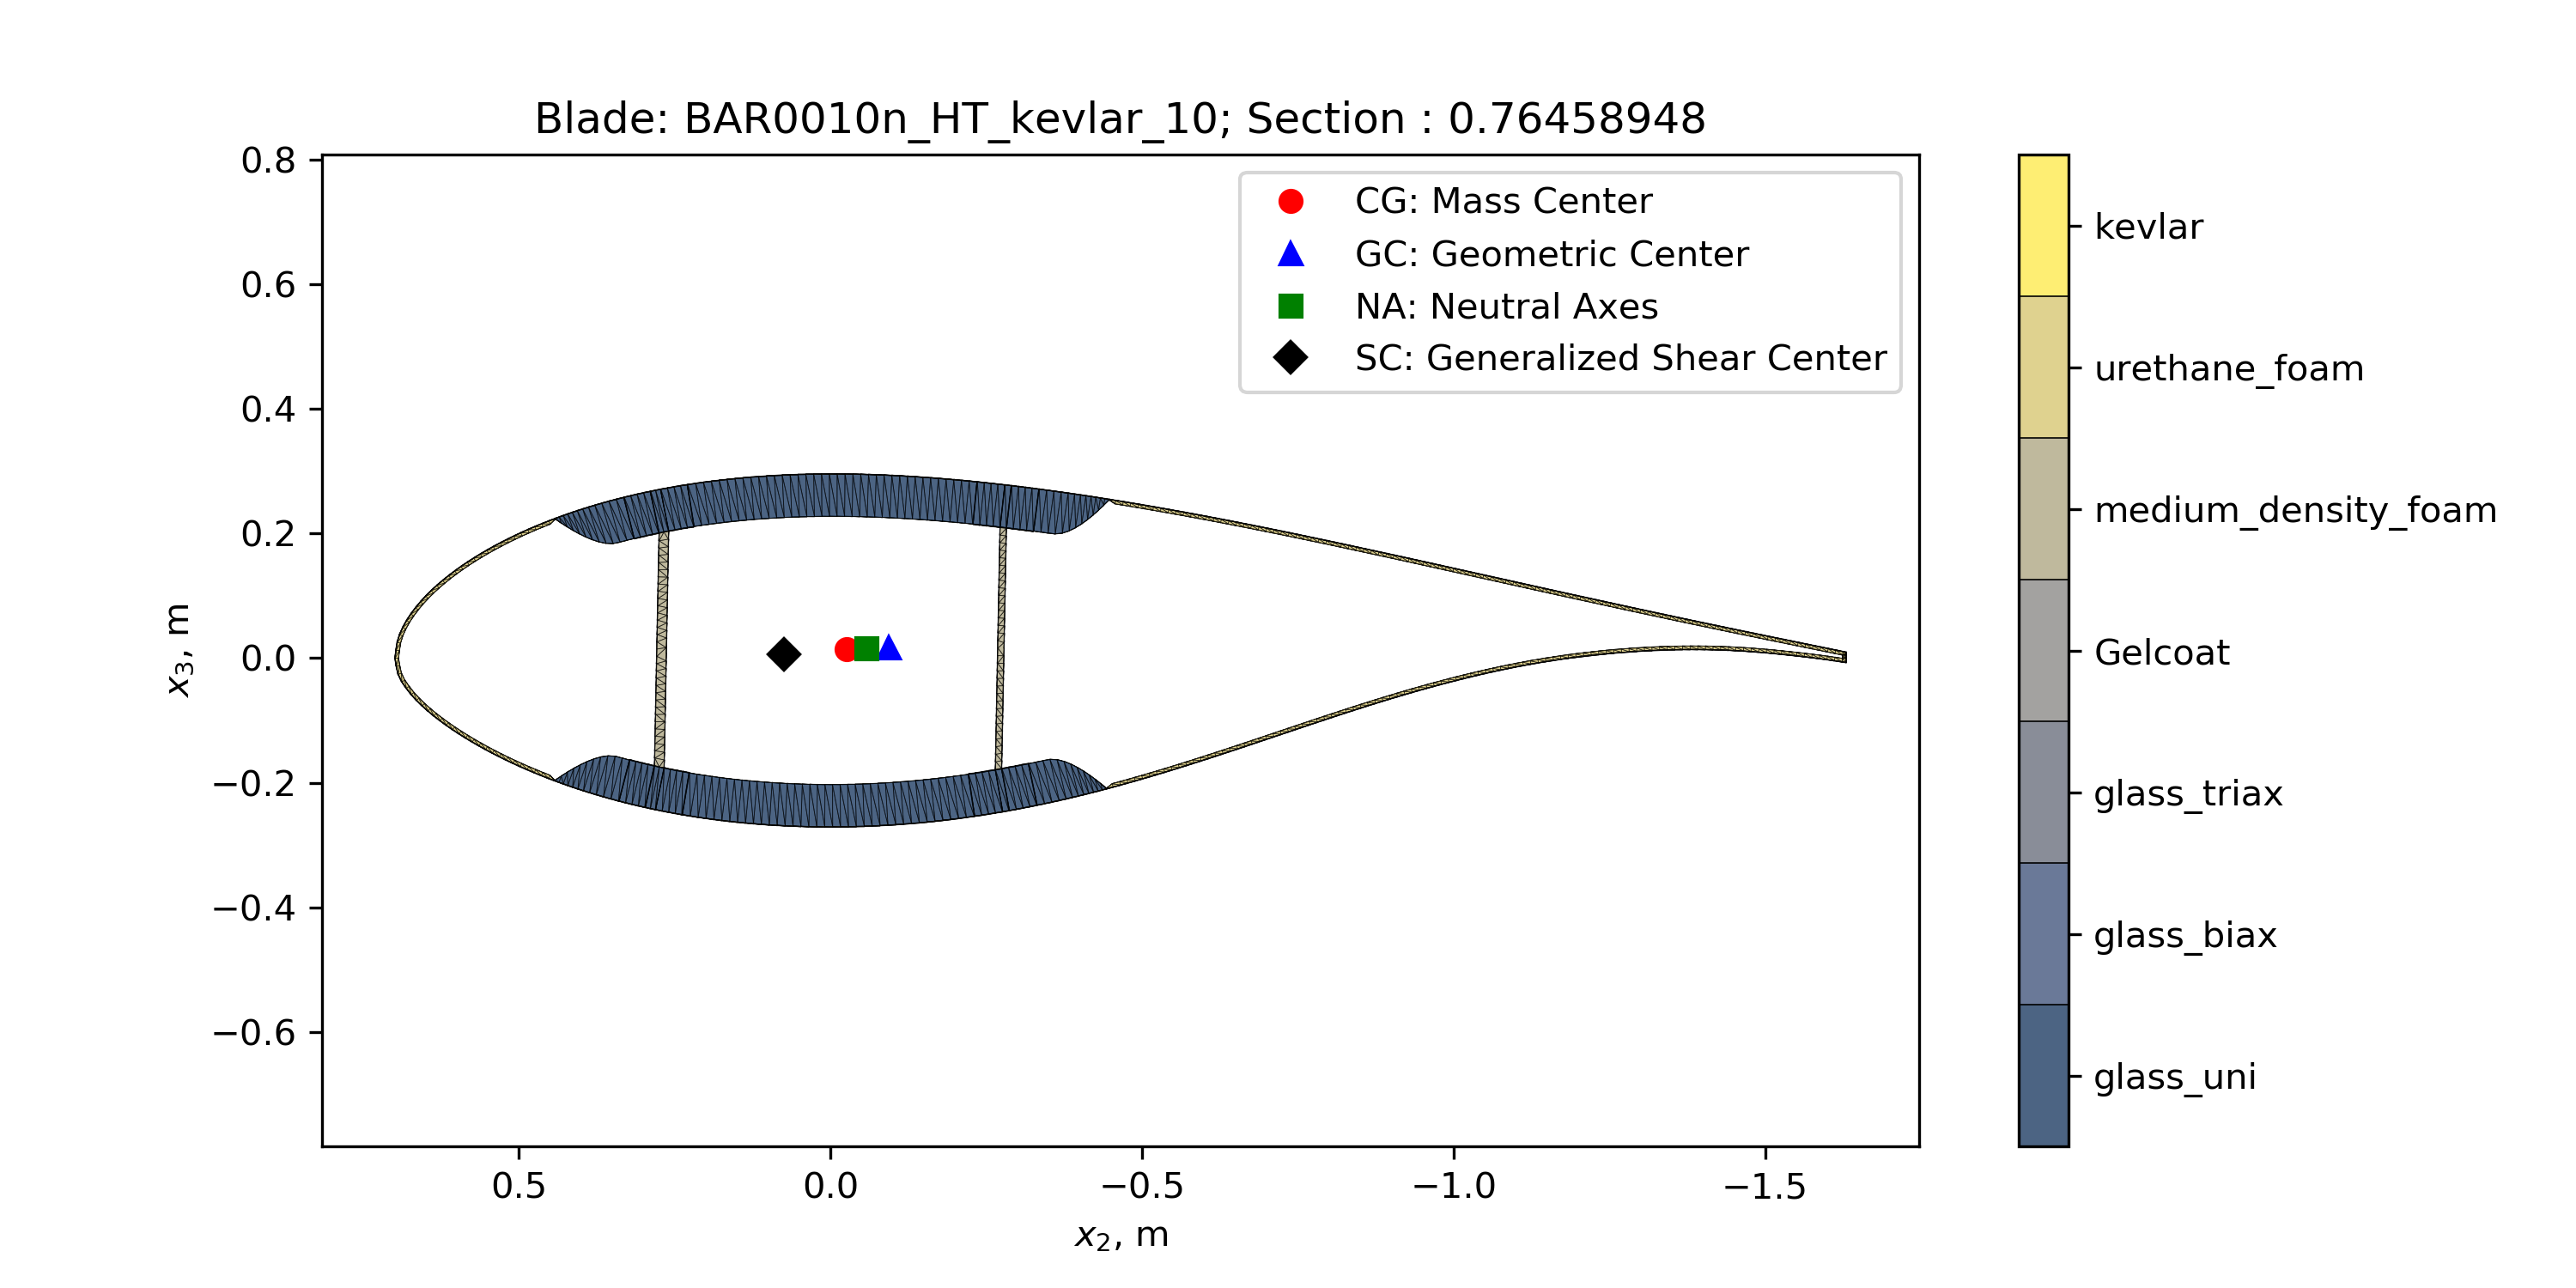 Blade: BAR0010n_HT_kevlar_10; Section : 0.76458948
CG: Mass Center
GC: Geometric Center
NA: Neutral Axes
SC: Generalized Shear Center
0.8
0.6
0.4
0.2
0.0
−0.2
−0.4
−0.6
x₃, m
0.5
0.0
−0.5
−1.0
−1.5
x₂, m
kevlar
urethane_foam
medium_density_foam
Gelcoat
glass_triax
glass_biax
glass_uni